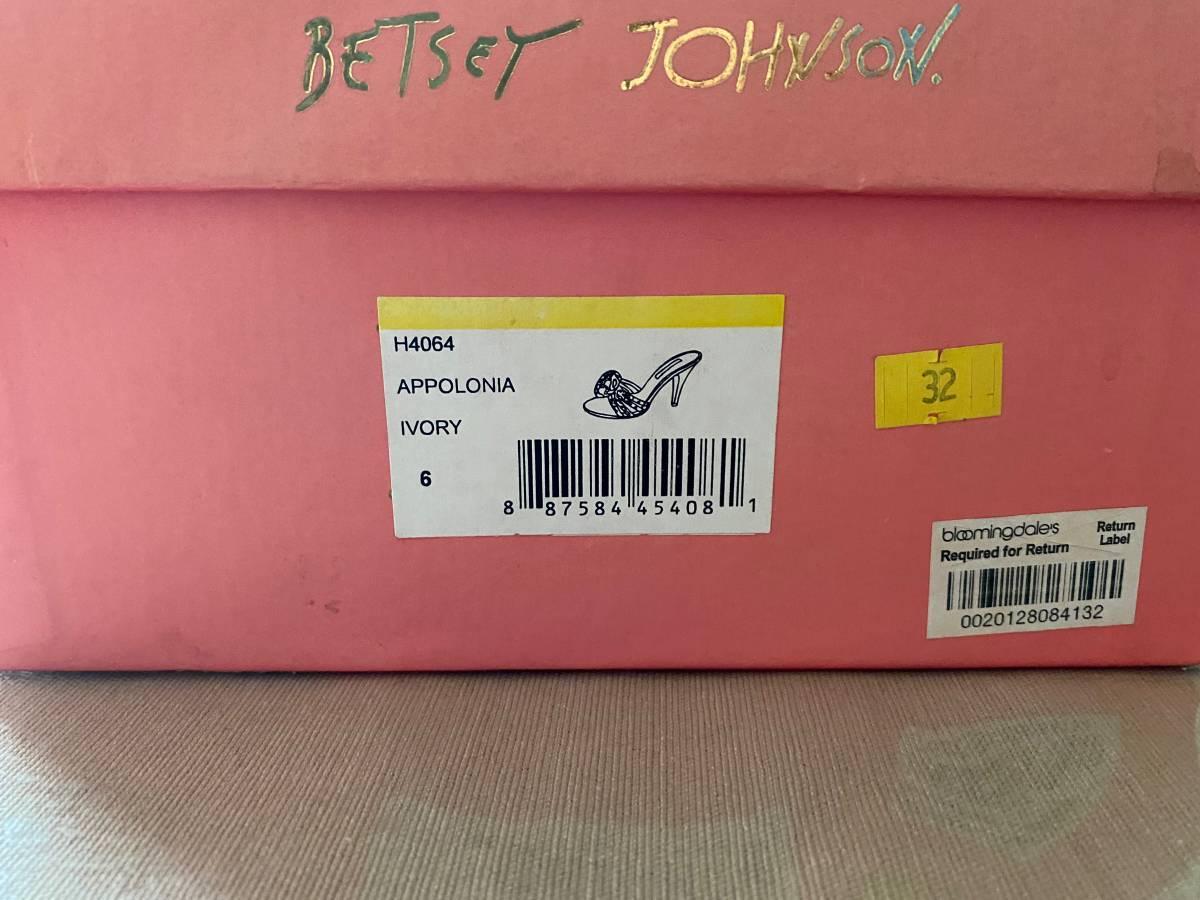 BETSEY JOHNSON.
H4064
APPOLONIA
IVORY
6
8 87584 45408 1
32
bloomingdale's Return
Required for Return Label
0020128084132